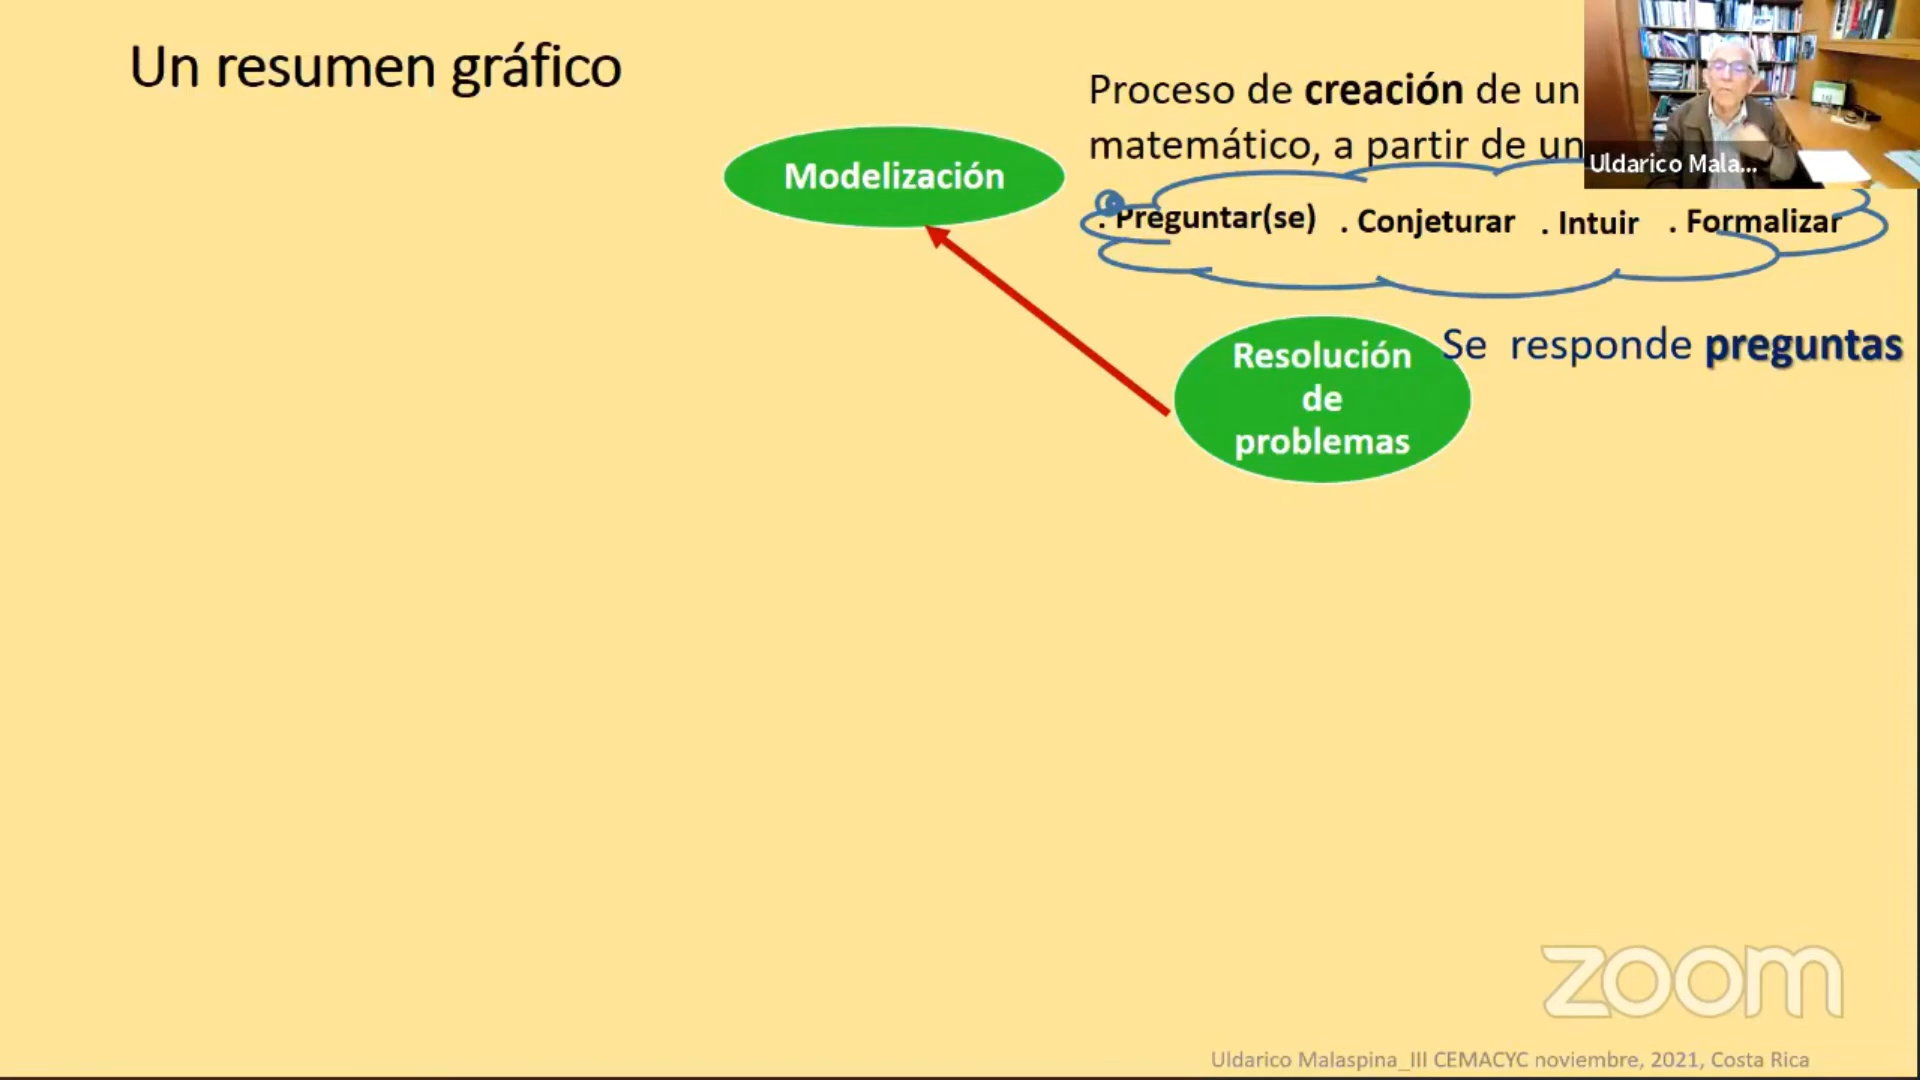 Un resumen gráfico
Proceso de creación de un
matemático, a partir de un
Uldarico Mala...
Modelización
. Preguntar(se) . Conjeturar . Intuir . Formalizar
Se responde preguntas
Resolución
de
problemas
zoom
Uldarico Malaspina_III CEMACYC noviembre, 2021, Costa Rica